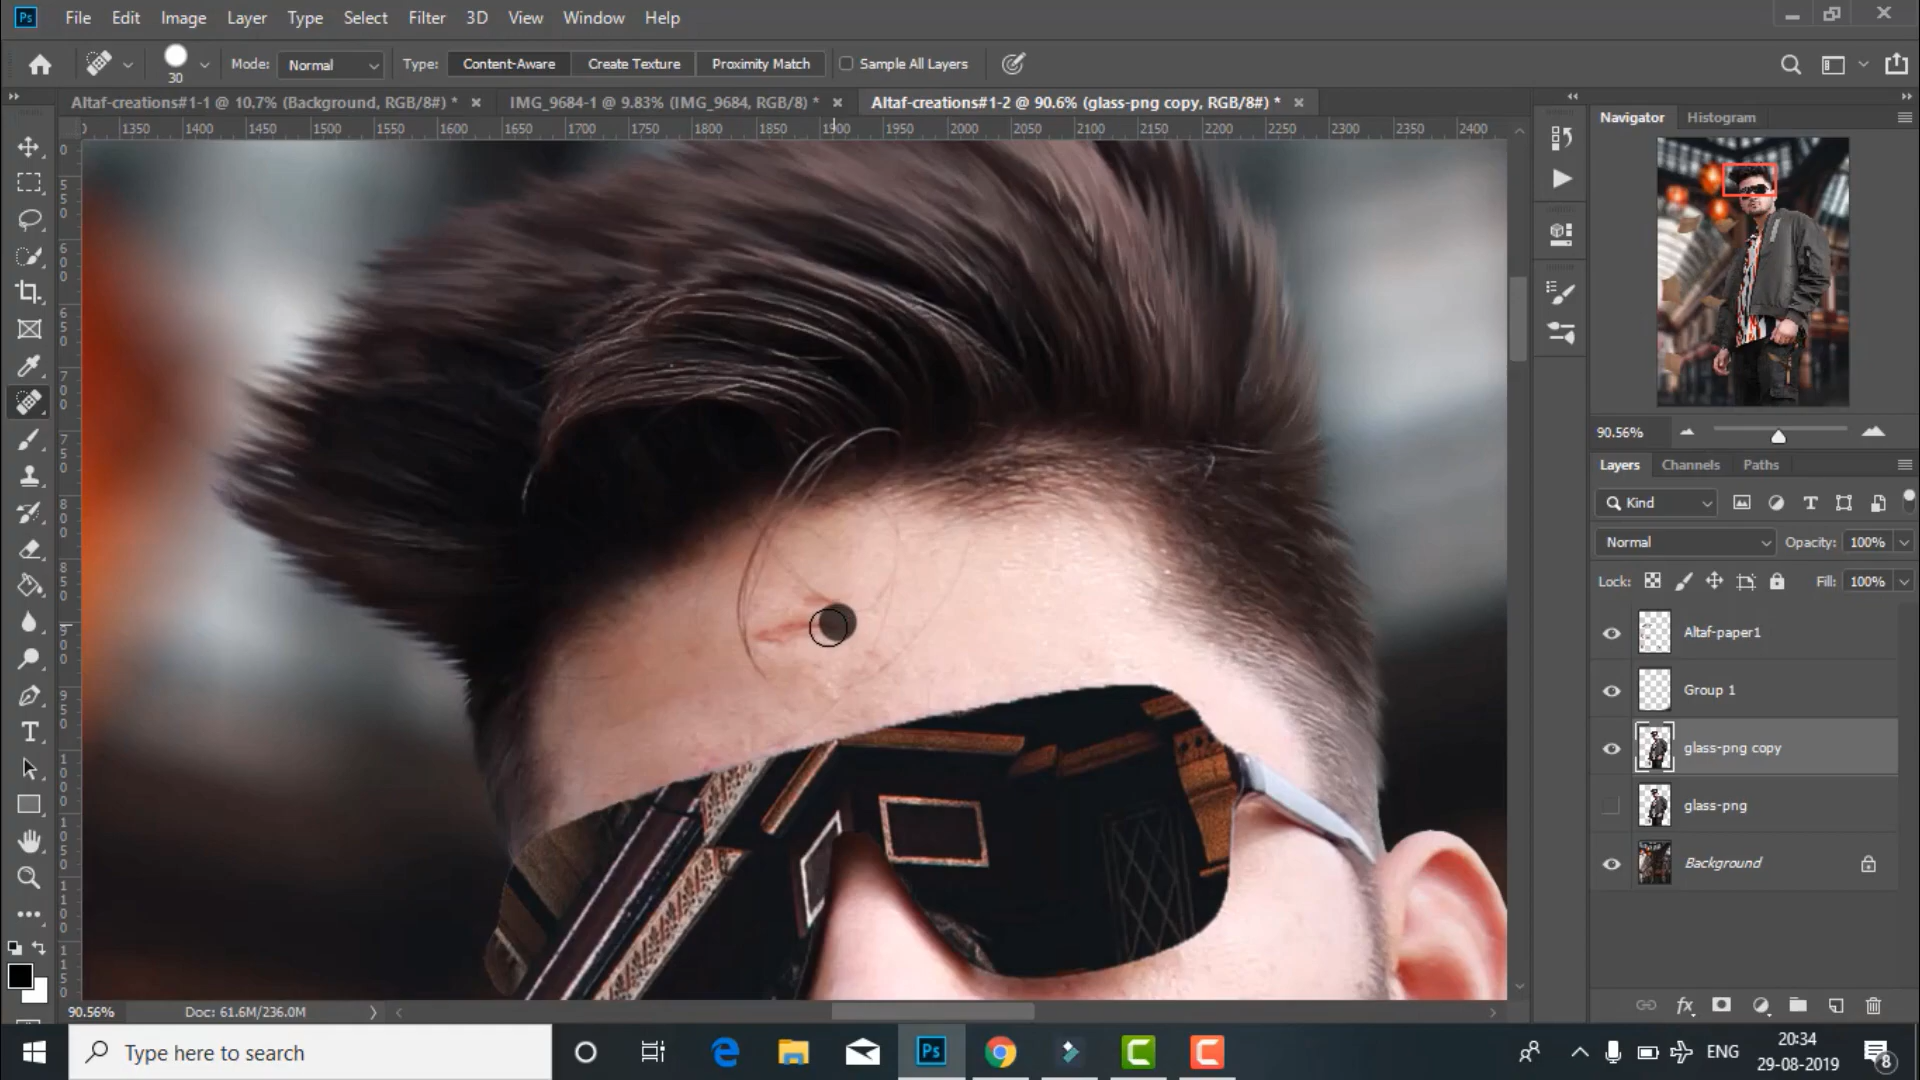 Ps File Edit Image Layer Type Select Filter 3D View Window Help
30 Mode: Normal Type: Content-Aware Create Texture Proximity Match Sample All Layers
Altaf-creations#1-1 @ 10.7% (Background, RGB/8#) * IMG_9684-1 @ 9.83% (IMG_9684, RGB/8) * Altaf-creations#1-2 @ 90.6% (glass-png copy, RGB/8#) *
1350 1400 1450 1500 1550 1600 1650 1700 1750 1800 1850 1900 1950 2000 2050 2100 2150 2200 2250 2300 2350 2400
Navigator Histogram
90.56%
Layers Channels Paths
Kind
Normal Opacity: 100%
Lock: Fill: 100%
Altaf-paper1
Group 1
glass-png copy
glass-png
Background
90.56% Doc: 61.6M/236.0M
Type here to search
Ps
ENG
20:34
29-08-2019
8